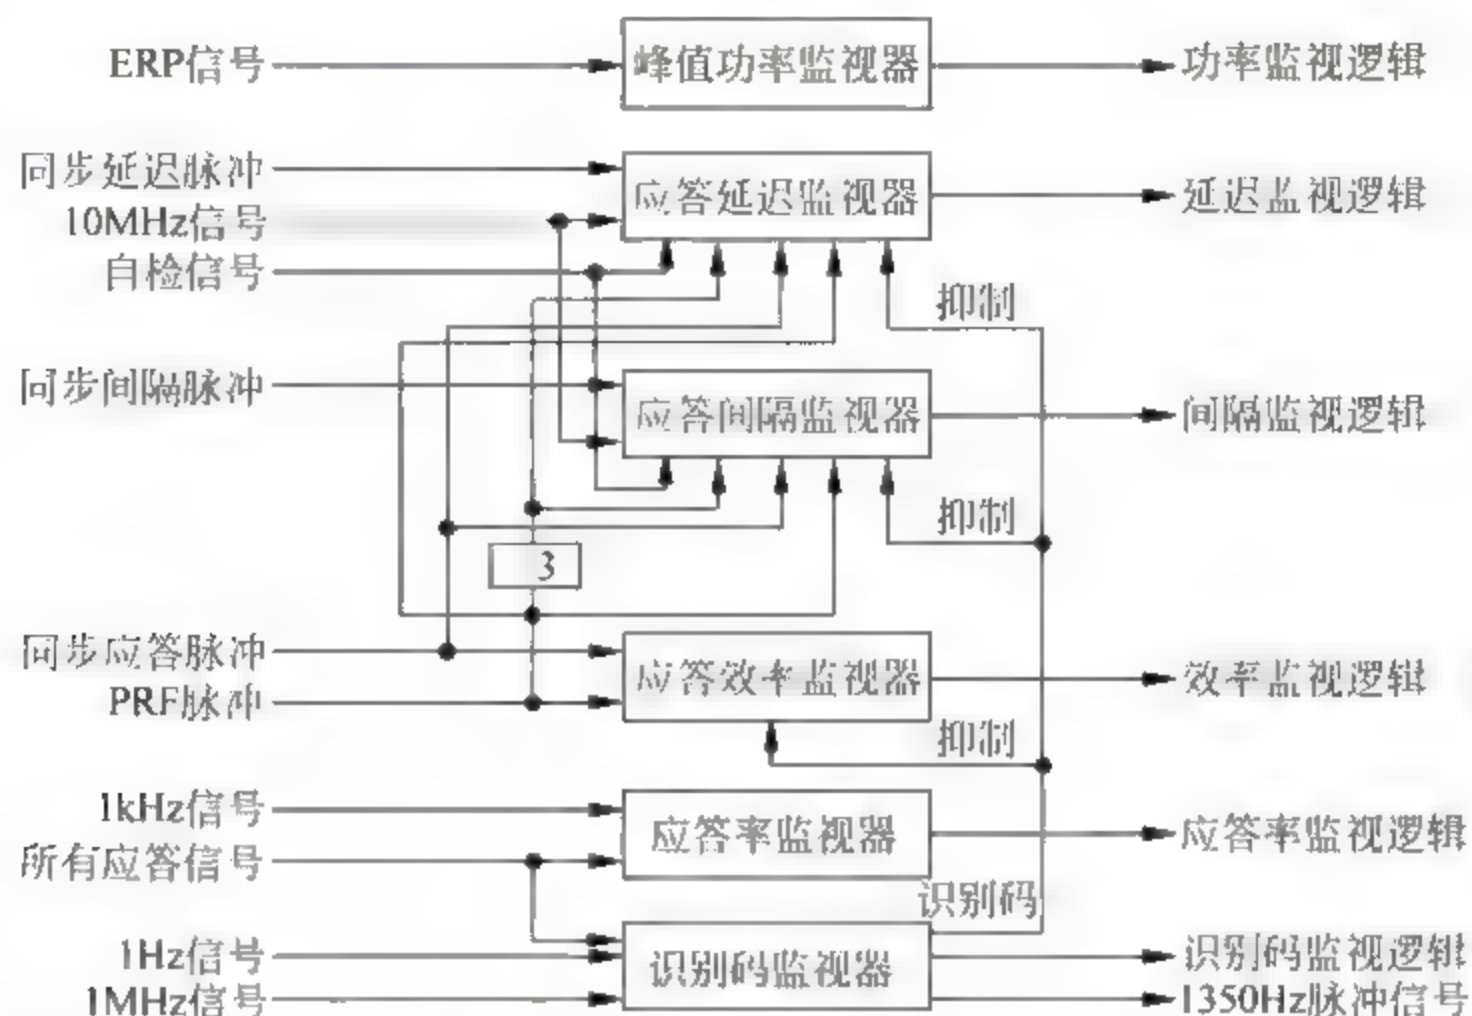 ERP信号
峰值功率监视器
功率监视逻辑
同步延迟脉冲
10MHz信号
自检信号
应答延迟监视器
延迟监视逻辑
抑制
同步间隔脉冲
应答间隔监视器
间隔监视逻辑
抑制
3
同步应答脉冲
PRF脉冲
应答效率监视器
效率监视逻辑
抑制
1kHz信号
所有应答信号
应答率监视器
应答率监视逻辑
识别码
1Hz信号
1MHz信号
识别码监视器
识别码监视逻辑
1350Hz脉冲信号